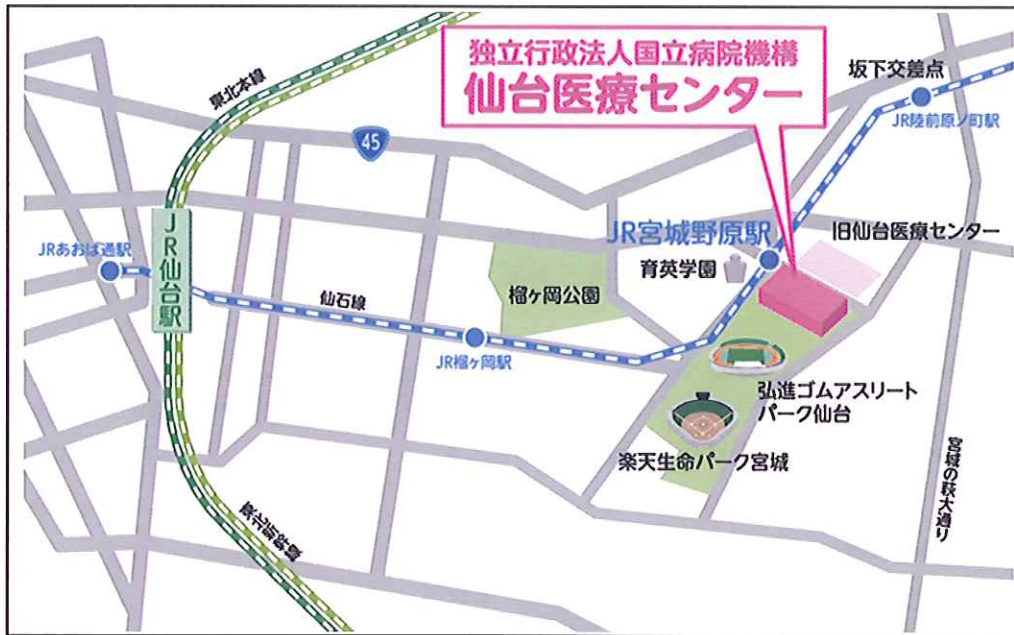 独立行政法人国立病院機構
仙台医療センター
坂下交差点
JR陸前原ノ町駅
東北本線
45
JR宮城野原駅
旧仙台医療センター
育英学園
JRあおば通駅
JR仙台駅
仙石線
榴ヶ岡公園
JR榴ヶ岡駅
弘進ゴムアスリート
パーク仙台
楽天生命パーク宮城
宮城の萩大通り
東北新幹線